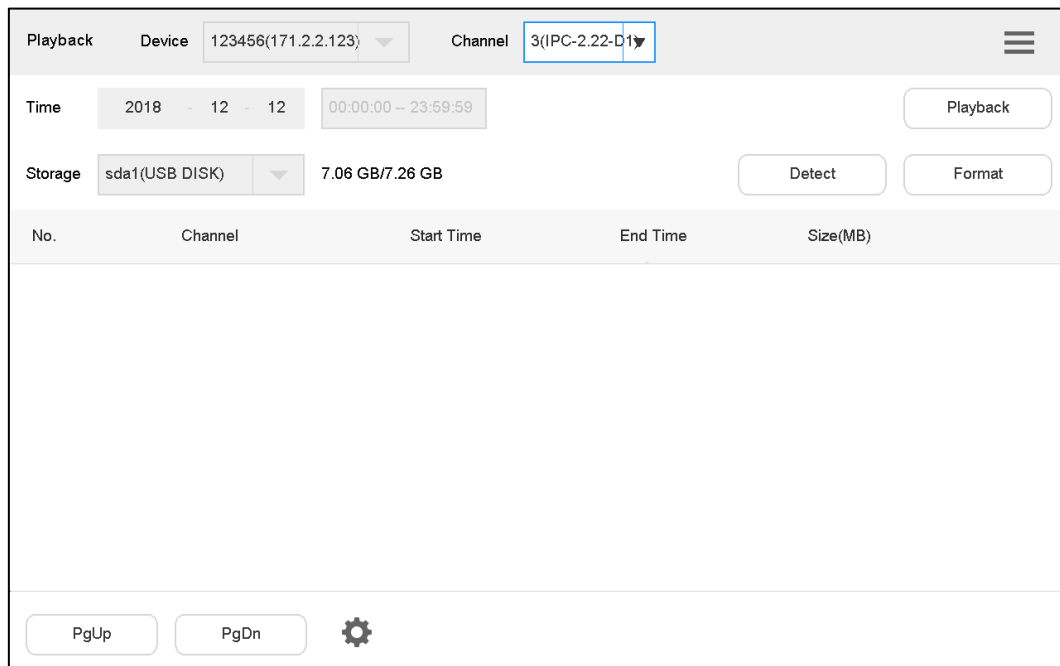 Playback Device 123456(171.2.2.123) Channel 3(IPC-2.22-D1)
Time 2018 - 12 - 12 00:00:00 -- 23:59:59 Playback
Storage sda1(USB DISK) 7.06 GB/7.26 GB Detect Format
No. Channel Start Time End Time Size(MB)
PgUp PgDn